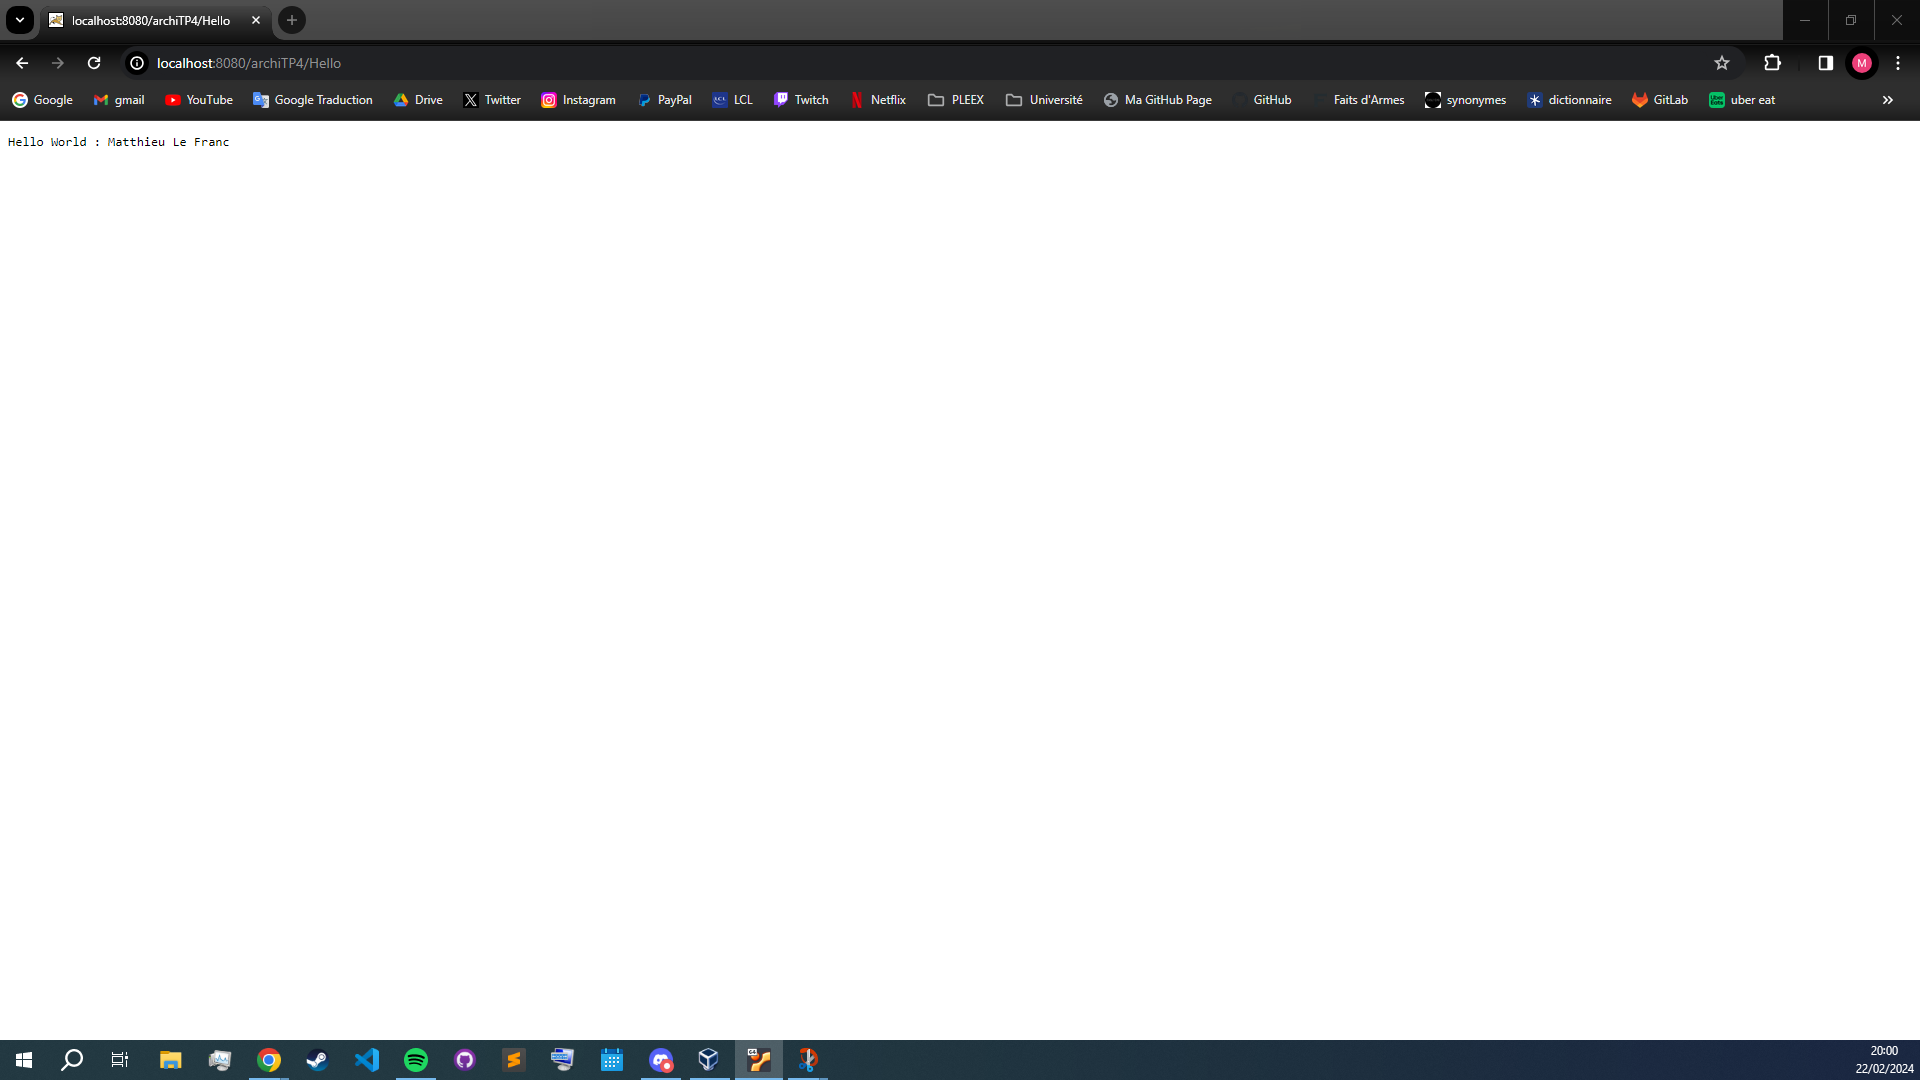 localhost:8080/archiTP4/Hello
localhost:8080/archiTP4/Hello
M
Google
gmail
YouTube
Google Traduction
Drive
Twitter
Instagram
PayPal
LCL
Twitch
Netflix
PLEEX
Université
Ma GitHub Page
GitHub
Faits d'Armes
synonymes
dictionnaire
GitLab
uber eat
Hello World : Matthieu Le Franc
20:00
22/02/2024